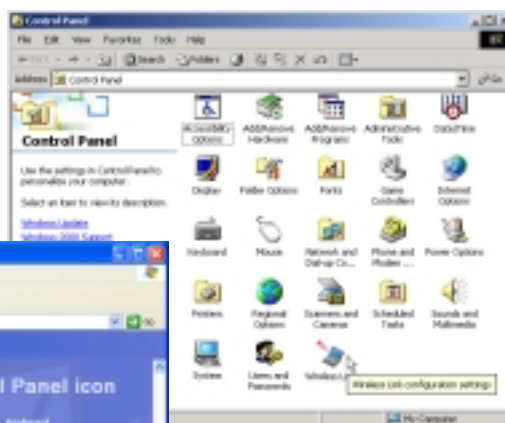 Control Panel
File Edit View Favorites Tools Help
Search Folders
Address Control Panel
Control Panel
Use the settings in Control Panel to
personalize your computer.
Select an item to view its description.
Windows Update
Windows 2000 Support
Accessibility
Options
Add/Remove
Hardware
Add/Remove
Programs
Administrative
Tools
Date/Time
Display
Folder Options
Fonts
Game
Controllers
Internet
Options
Keyboard
Mouse
Network and
Dial-up Co...
Phone and
Modem ...
Power Options
Printers
Regional
Options
Scanners and
Cameras
Scheduled
Tasks
Sounds and
Multimedia
System
Users and
Passwords
Wireless
Wireless Link configuration settings
My Computer
l Panel icon